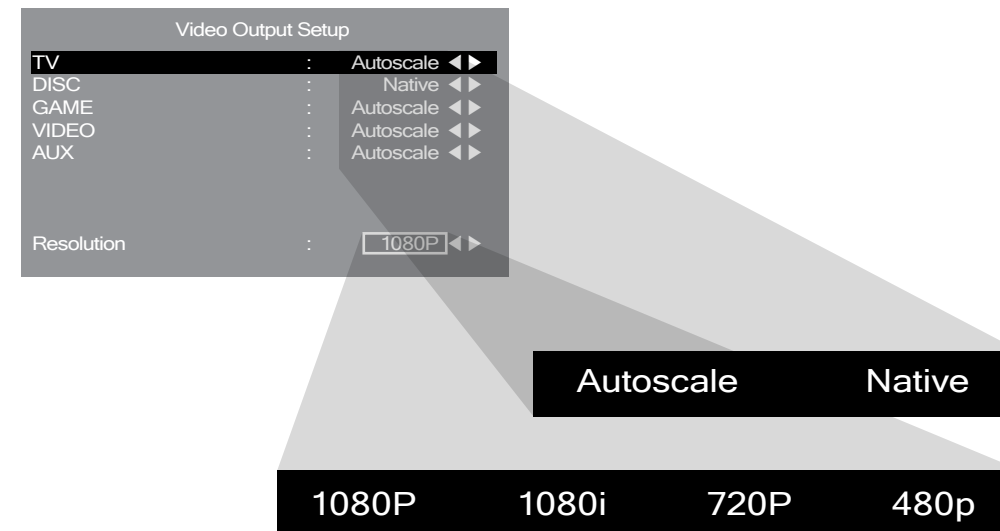 Video Output Setup
TV : Autoscale ◀ ▶
DISC : Native ◀ ▶
GAME : Autoscale ◀ ▶
VIDEO : Autoscale ◀ ▶
AUX : Autoscale ◀ ▶
Resolution : 1080P ◀ ▶
Autoscale Native
1080P 1080i 720P 480p